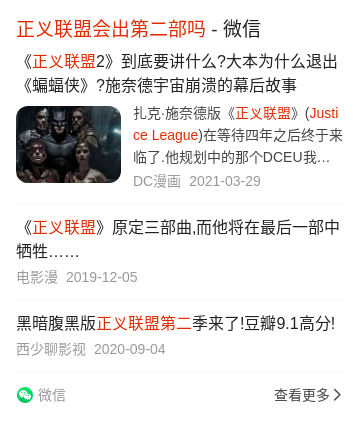 正义联盟会出第二部吗 - 微信
《正义联盟2》到底要讲什么?大本为什么退出
《蝙蝠侠》?施奈德宇宙崩溃的幕后故事
扎克·施奈德版《正义联盟》(Justi
ce League)在等待四年之后终于来
临了.他规划中的那个DCEU我…
DC漫画 2021-03-29
《正义联盟》原定三部曲,而他将在最后一部中
牺牲……
电影漫 2019-12-05
黑暗腹黑版正义联盟第二季来了!豆瓣9.1高分!
西少聊影视 2020-09-04
微信
查看更多